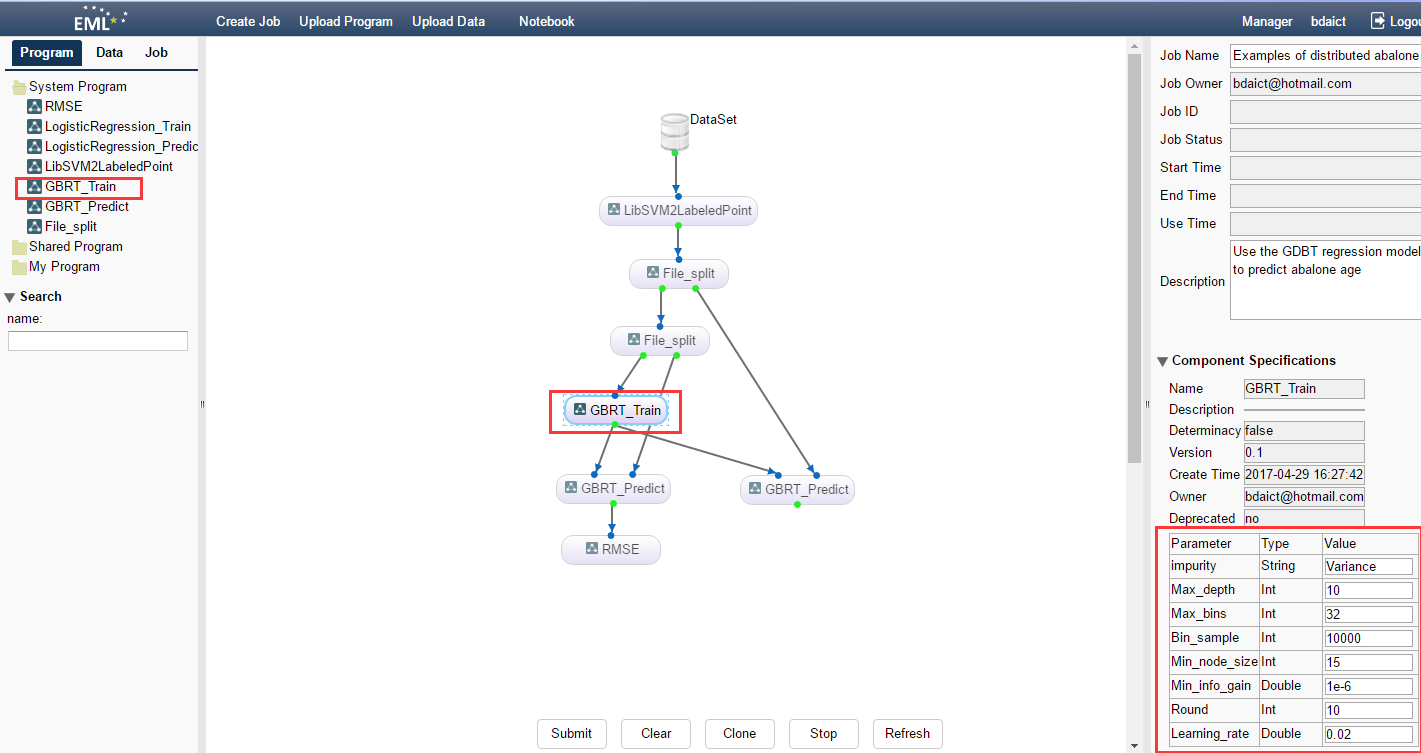 EML
Create Job Upload Program Upload Data Notebook Manager bdaict Logou
Program Data Job
System Program
RMSE
LogisticRegression_Train
LogisticRegression_Predic
LibSVM2LabeledPoint
GBRT_Train
GBRT_Predict
File_split
Shared Program
My Program
Search
name:
DataSet
LibSVM2LabeledPoint
File_split
File_split
GBRT_Train
GBRT_Predict GBRT_Predict
RMSE
Submit Clear Clone Stop Refresh
Job Name Examples of distributed abalone
Job Owner bdaict@hotmail.com
Job ID
Job Status
Start Time
End Time
Use Time
Description Use the GDBT regression model
to predict abalone age
Component Specifications
Name GBRT_Train
Description
Determinacy false
Version 0.1
Create Time 2017-04-29 16:27:42
Owner bdaict@hotmail.com
Deprecated no
Parameter Type Value
impurity String Variance
Max_depth Int 10
Max_bins Int 32
Bin_sample Int 10000
Min_node_size Int 15
Min_info_gain Double 1e-6
Round Int 10
Learning_rate Double 0.02